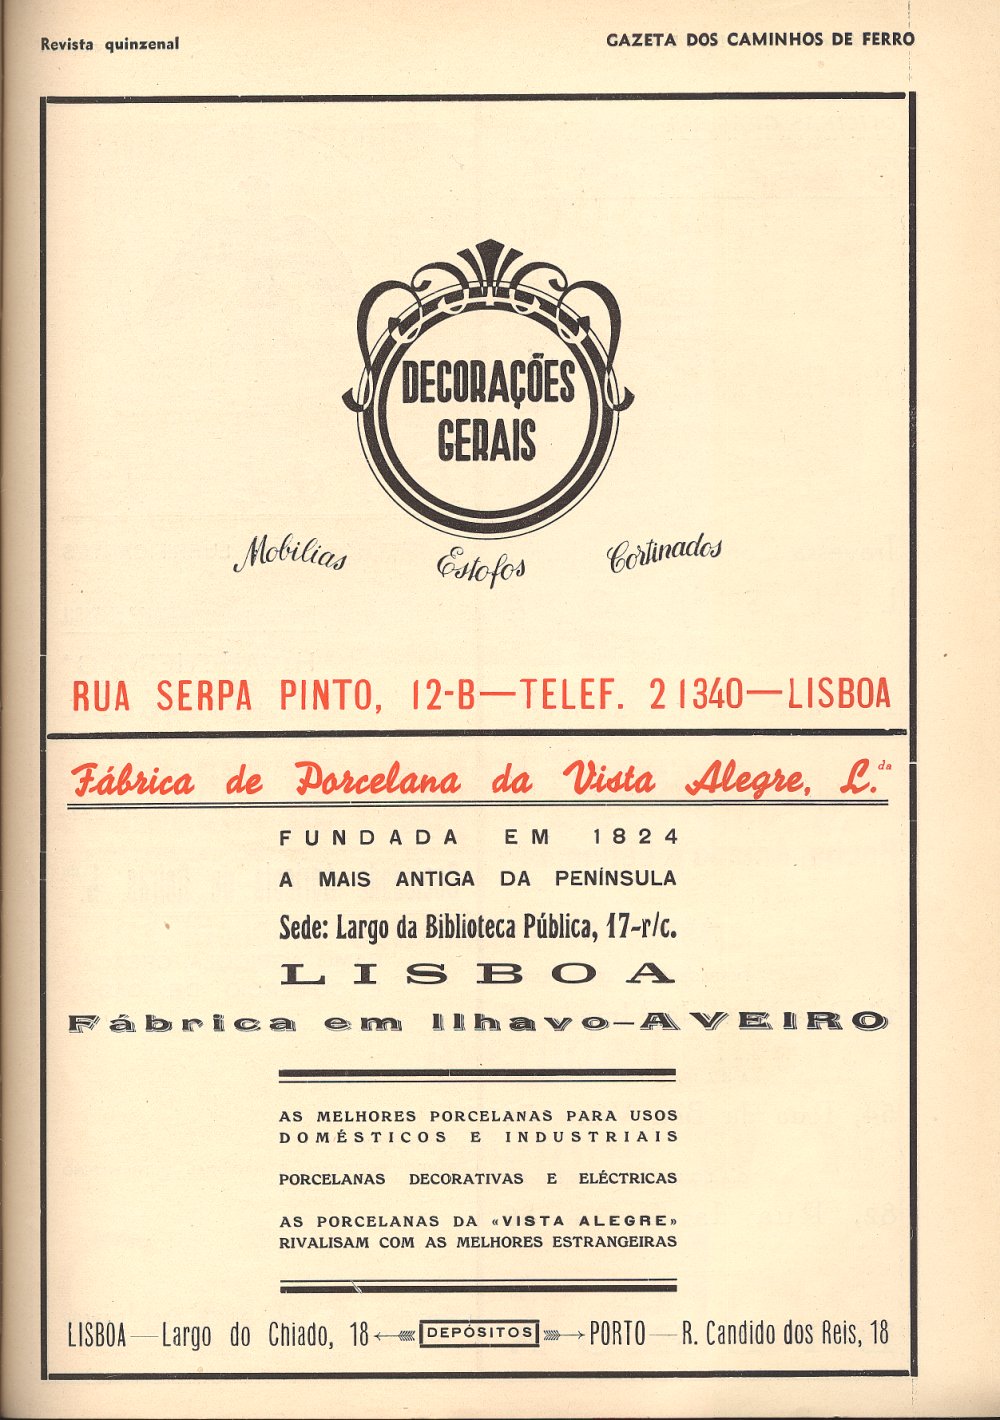 Revista quinzenal
GAZETA DOS CAMINHOS DE FERRO
DECORAÇÕES
GERAIS
Mobilias Estofos Cortinados
RUA SERPA PINTO, 12-B—TELEF. 21340—LISBOA
Fábrica de Porcelana da Vista Alegre, L.da
FUNDADA EM 1824
A MAIS ANTIGA DA PENÍNSULA
Sede: Largo da Biblioteca Pública, 17-r/c.
LISBOA
Fábrica em Ilhavo—AVEIRO
AS MELHORES PORCELANAS PARA USOS
DOMÉSTICOS E INDUSTRIAIS
PORCELANAS DECORATIVAS E ELÉCTRICAS
AS PORCELANAS DA «VISTA ALEGRE»
RIVALISAM COM AS MELHORES ESTRANGEIRAS
LISBOA—Largo do Chiado, 18 DEPÓSITOS PORTO—R. Candido dos Reis, 18